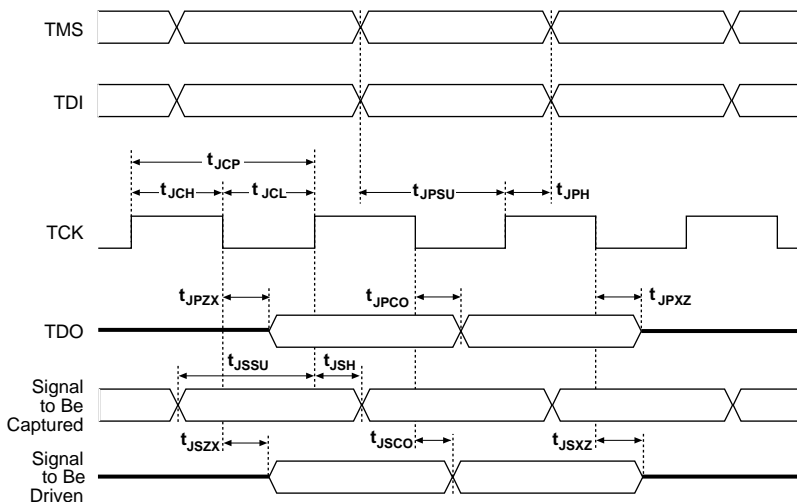 TMS
TDI
tJCP
tJCH
tJCL
tJPSU
tJPH
TCK
tJPZX
tJPCO
tJPXZ
TDO
tJSSU
tJSH
Signal
to Be
Captured
tJSZX
tJSCO
tJSXZ
Signal
to Be
Driven